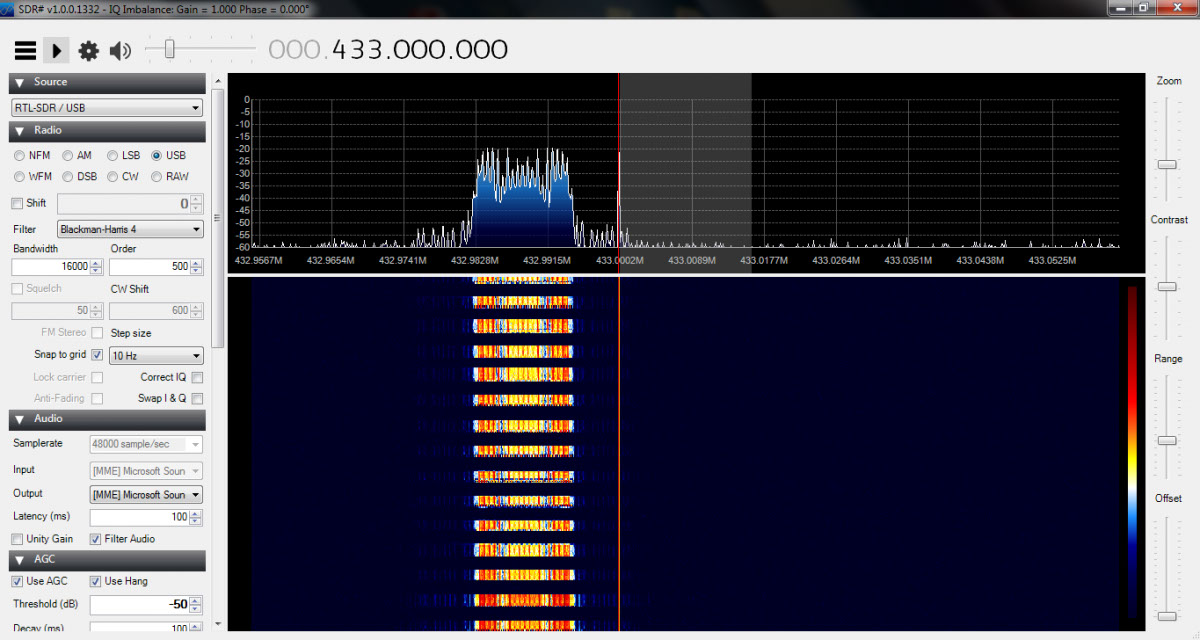 SDR# v1.0.0.1332 - IQ Imbalance: Gain = 1.000 Phase = 0.000°
000.433.000.000
Source
RTL-SDR / USB
Radio
NFM AM LSB USB
WFM DSB CW RAW
Shift 0
Filter Blackman-Harris 4
Bandwidth Order
16000 500
Squelch CW Shift
50 600
FM Stereo Step size
Snap to grid 10 Hz
Lock carrier Correct IQ
Anti-Fading Swap I & Q
Audio
Samplerate 48000 sample/sec
Input [MME] Microsoft Soun
Output [MME] Microsoft Soun
Latency (ms) 100
Unity Gain Filter Audio
AGC
Use AGC Use Hang
Threshold (dB) -50
Decay (ms) 100
0
-5
-10
-15
-20
-25
-30
-35
-40
-45
-50
-55
-60
432.9567M 432.9654M 432.9741M 432.9828M 432.9915M 433.0002M 433.0089M 433.0177M 433.0264M 433.0351M 433.0438M 433.0525M
Zoom
Contrast
Range
Offset